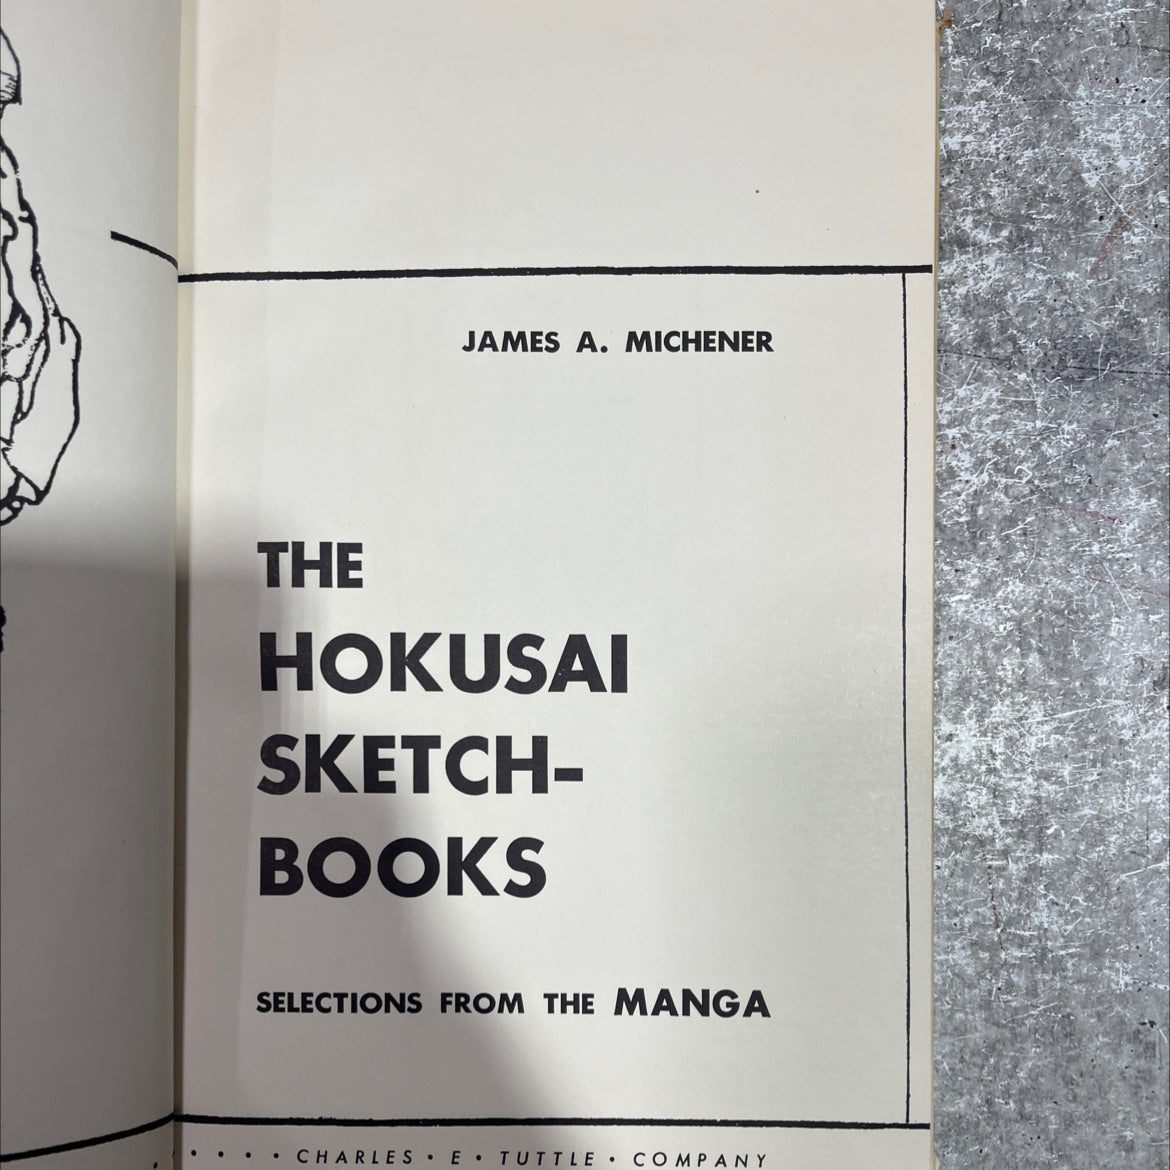 JAMES A. MICHENER
THE
HOKUSAI
SKETCH-
BOOKS
SELECTIONS FROM THE MANGA
• • • • • CHARLES • E • TUTTLE • COMPANY